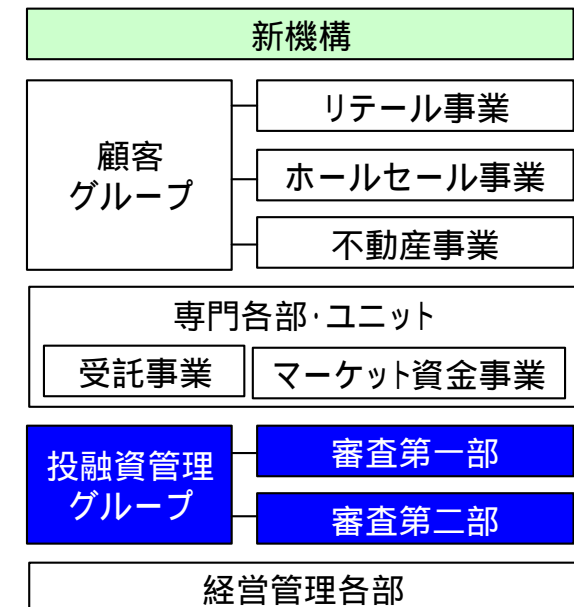 新機構
顧客
グループ
リテール事業
ホールセール事業
不動産事業
専門各部・ユニット
受託事業
マーケット資金事業
投融資管理
グループ
審査第一部
審査第二部
経営管理各部